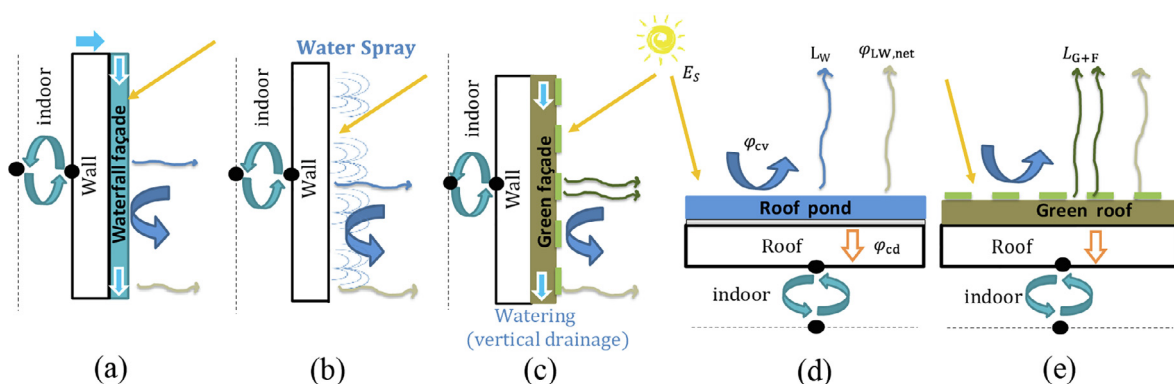 indoor
Wall
Waterfall façade
(a)
Water Spray
indoor
Wall
(b)
indoor
Wall
Green façade
Watering
(vertical drainage)
(c)
E_S
φ_cv
L_W
φ_LW,net
Roof pond
Roof
φ_cd
indoor
(d)
L_G+F
Green roof
Roof
indoor
(e)